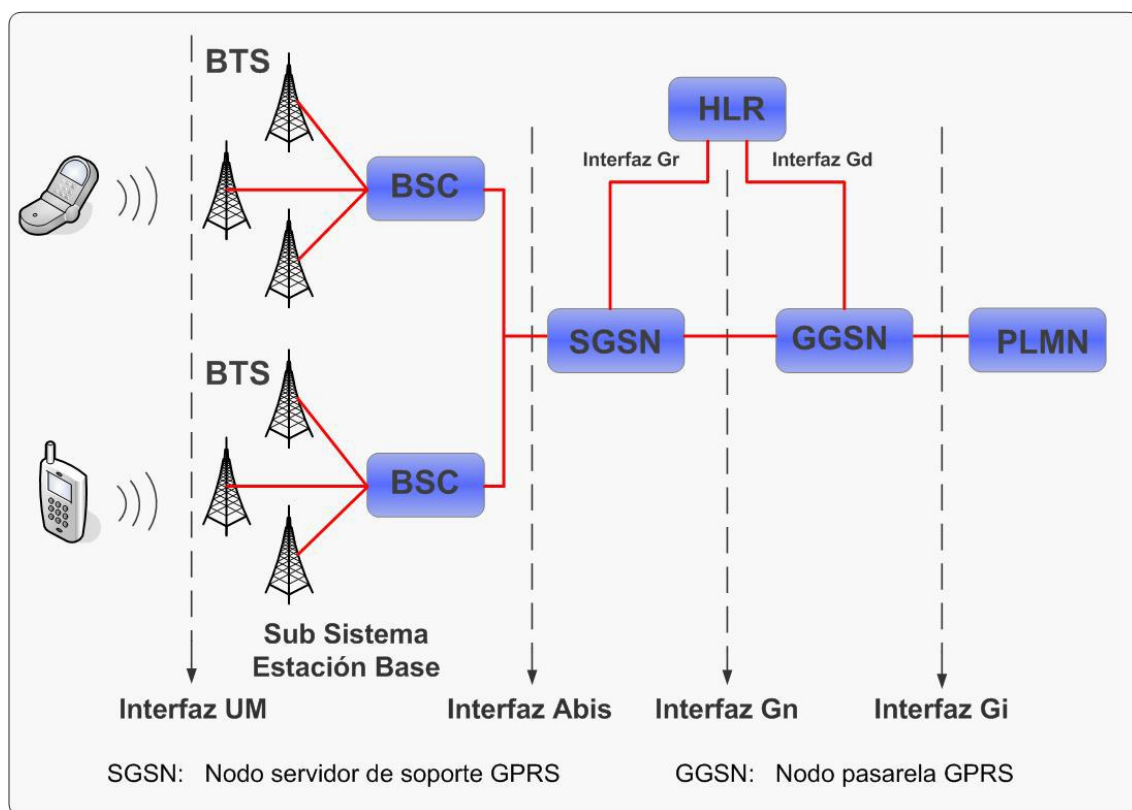 BTS
HLR
Interfaz Gr
Interfaz Gd
BSC
SGSN
GGSN
PLMN
BTS
BSC
Sub Sistema
Estación Base
Interfaz UM
Interfaz Abis
Interfaz Gn
Interfaz Gi
SGSN: Nodo servidor de soporte GPRS
GGSN: Nodo pasarela GPRS